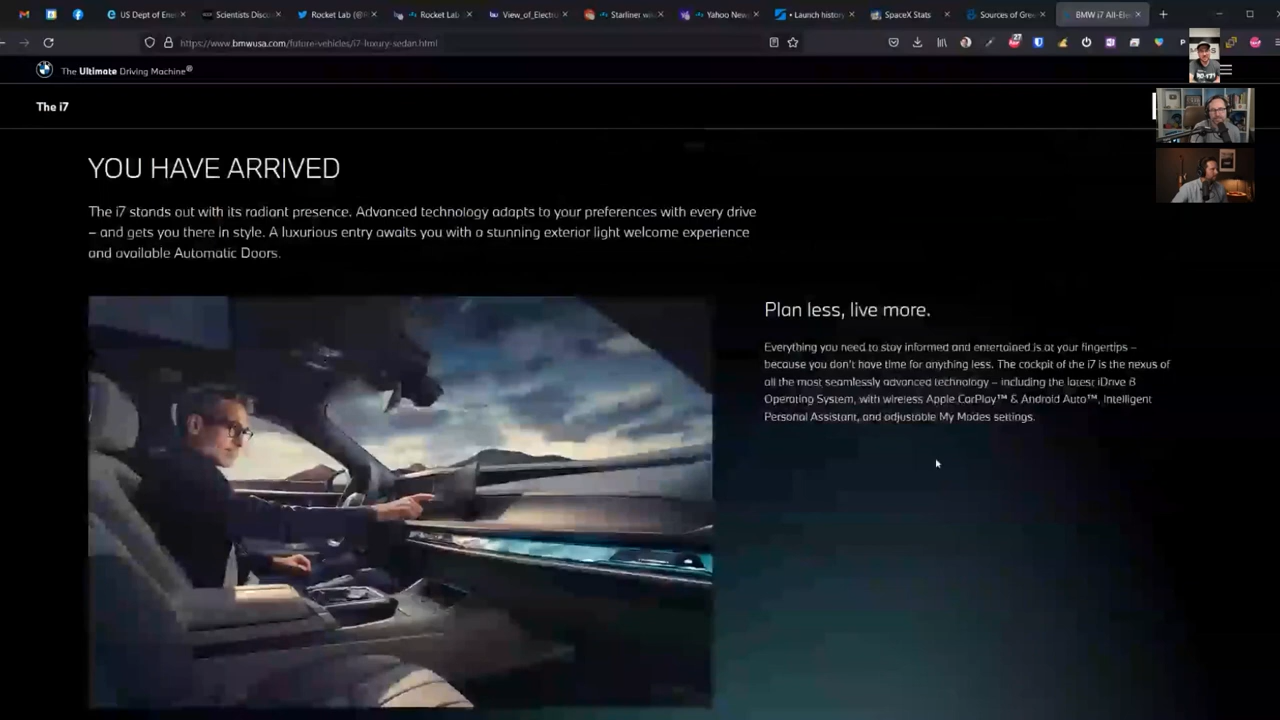 US Dept of Ene
Scientists Disco
Rocket Lab (@R
Rocket Lab
View_of_Electro
Starliner
Yahoo New
• Launch history
SpaceX Stats
Sources of Gre
BMW i7 All-Ele
https://www.bmwusa.com/future-vehicles/i7-luxury-sedan.html
The Ultimate Driving Machine®
The i7
YOU HAVE ARRIVED
The i7 stands out with its radiant presence. Advanced technology adapts to your preferences with every drive
– and gets you there in style. A luxurious entry awaits you with a stunning exterior light welcome experience
and available Automatic Doors.
Plan less, live more.
Everything you need to stay informed and entertained is at your fingertips –
because you don't have time for anything less. The cockpit of the i7 is the nexus of
all the most seamlessly advanced technology – including the latest iDrive 8
Operating System, with wireless Apple CarPlay™ & Android Auto™, Intelligent
Personal Assistant, and adjustable My Modes settings.